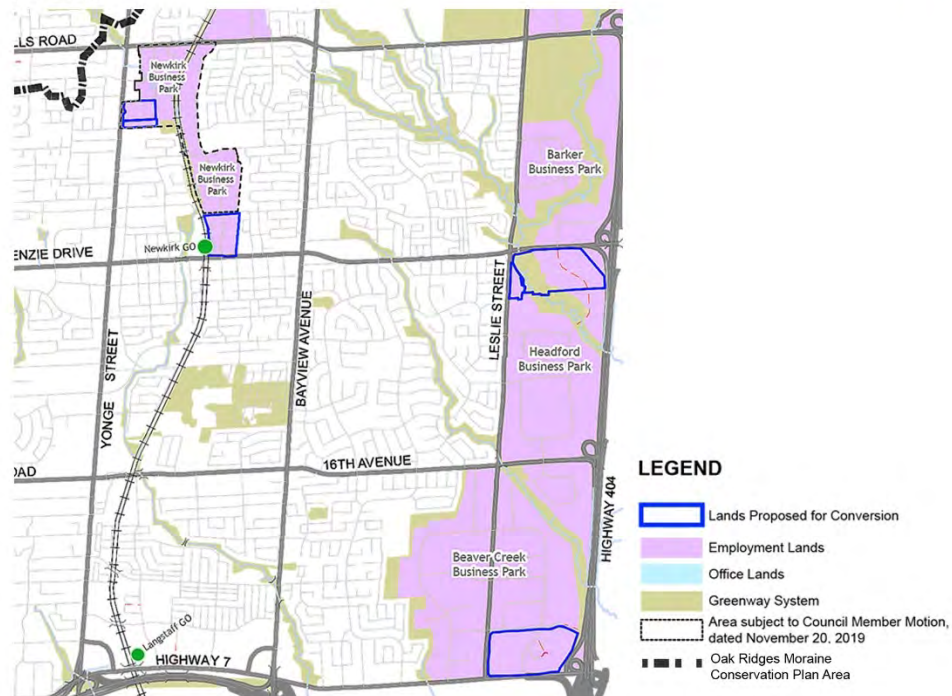 LLS ROAD
Newkirk
Business
Park
Newkirk
Business
Park
Barker
Business Park
Newkirk GO
ENZIE DRIVE
YONGE STREET
BAYVIEW AVENUE
LESLIE STREET
Headford
Business Park
OAD
16TH AVENUE
HIGHWAY 404
Beaver Creek
Business Park
Langstaff GO
HIGHWAY 7
LEGEND
Lands Proposed for Conversion
Employment Lands
Office Lands
Greenway System
Area subject to Council Member Motion,
dated November 20, 2019
Oak Ridges Moraine
Conservation Plan Area